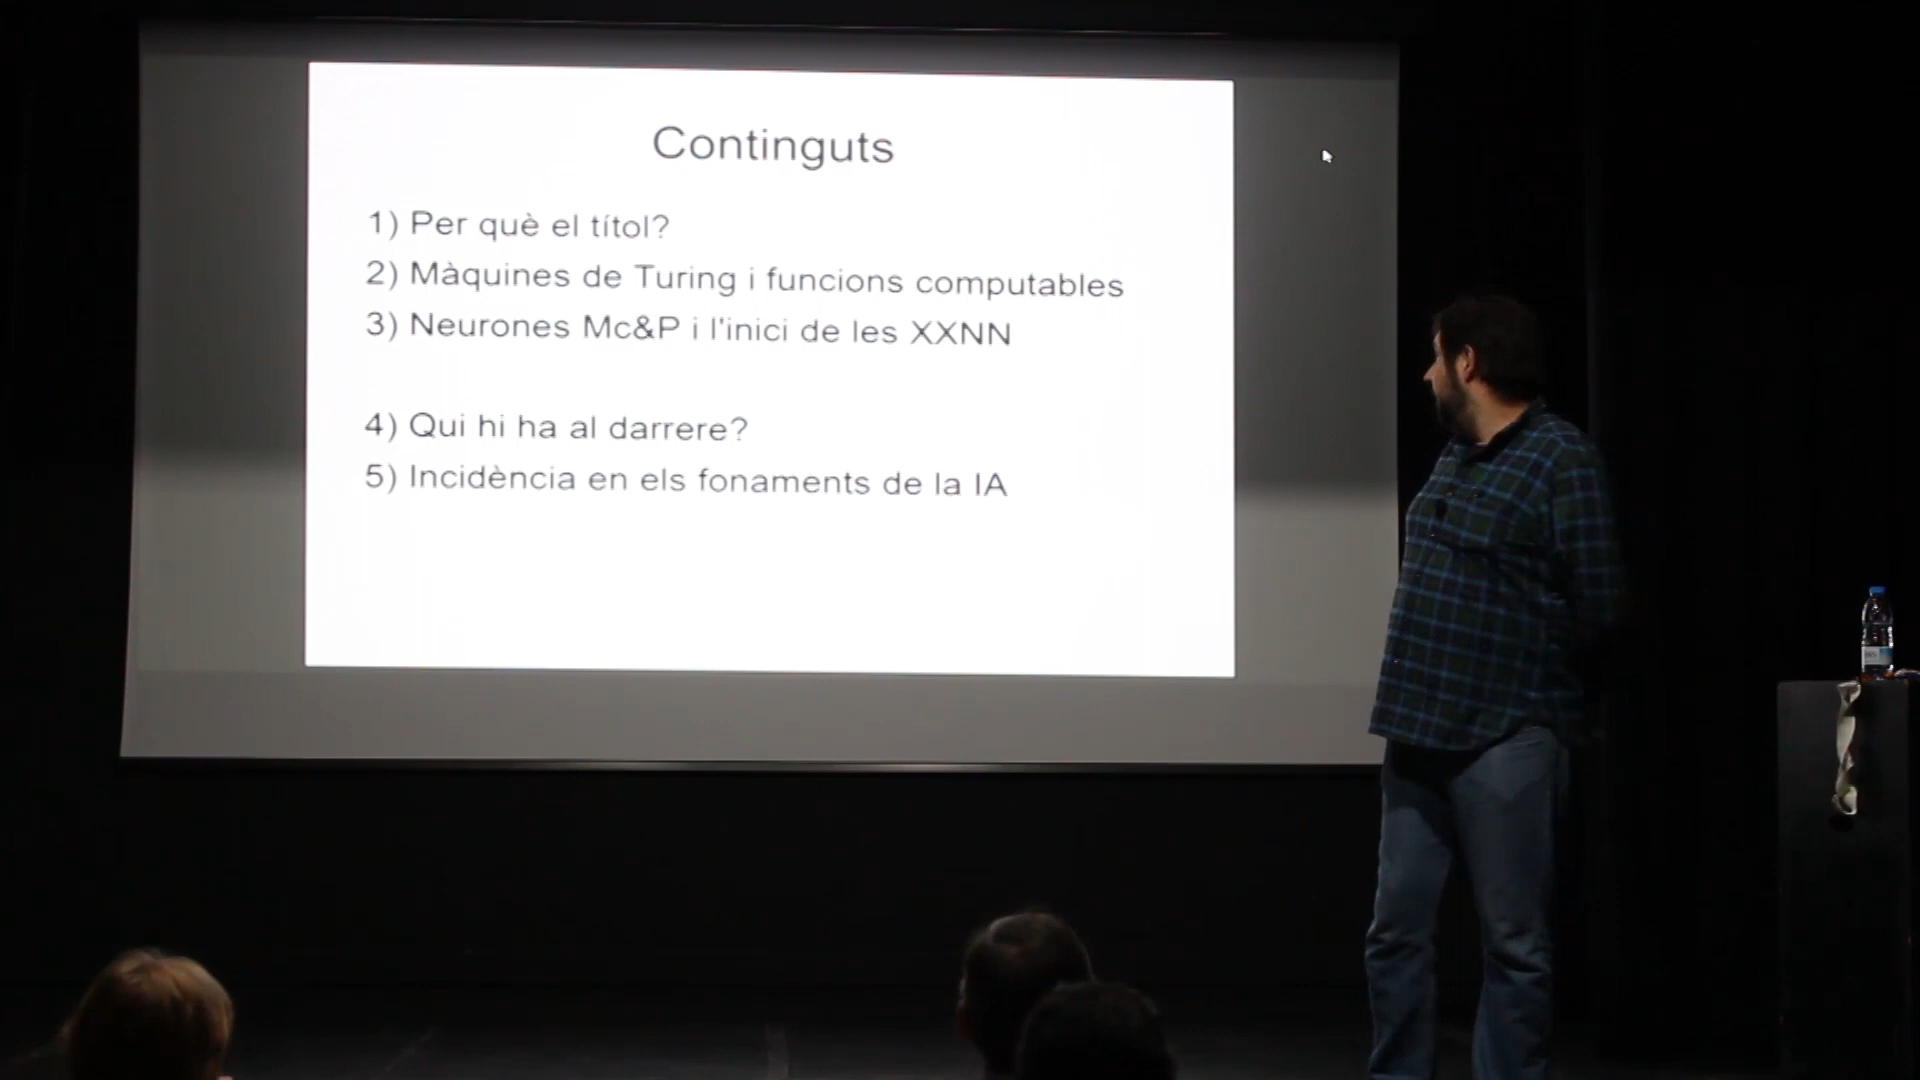 Continguts
1) Per què el títol?
2) Màquines de Turing i funcions computables
3) Neurones Mc&P i l'inici de les XXNN
4) Qui hi ha al darrere?
5) Incidència en els fonaments de la IA